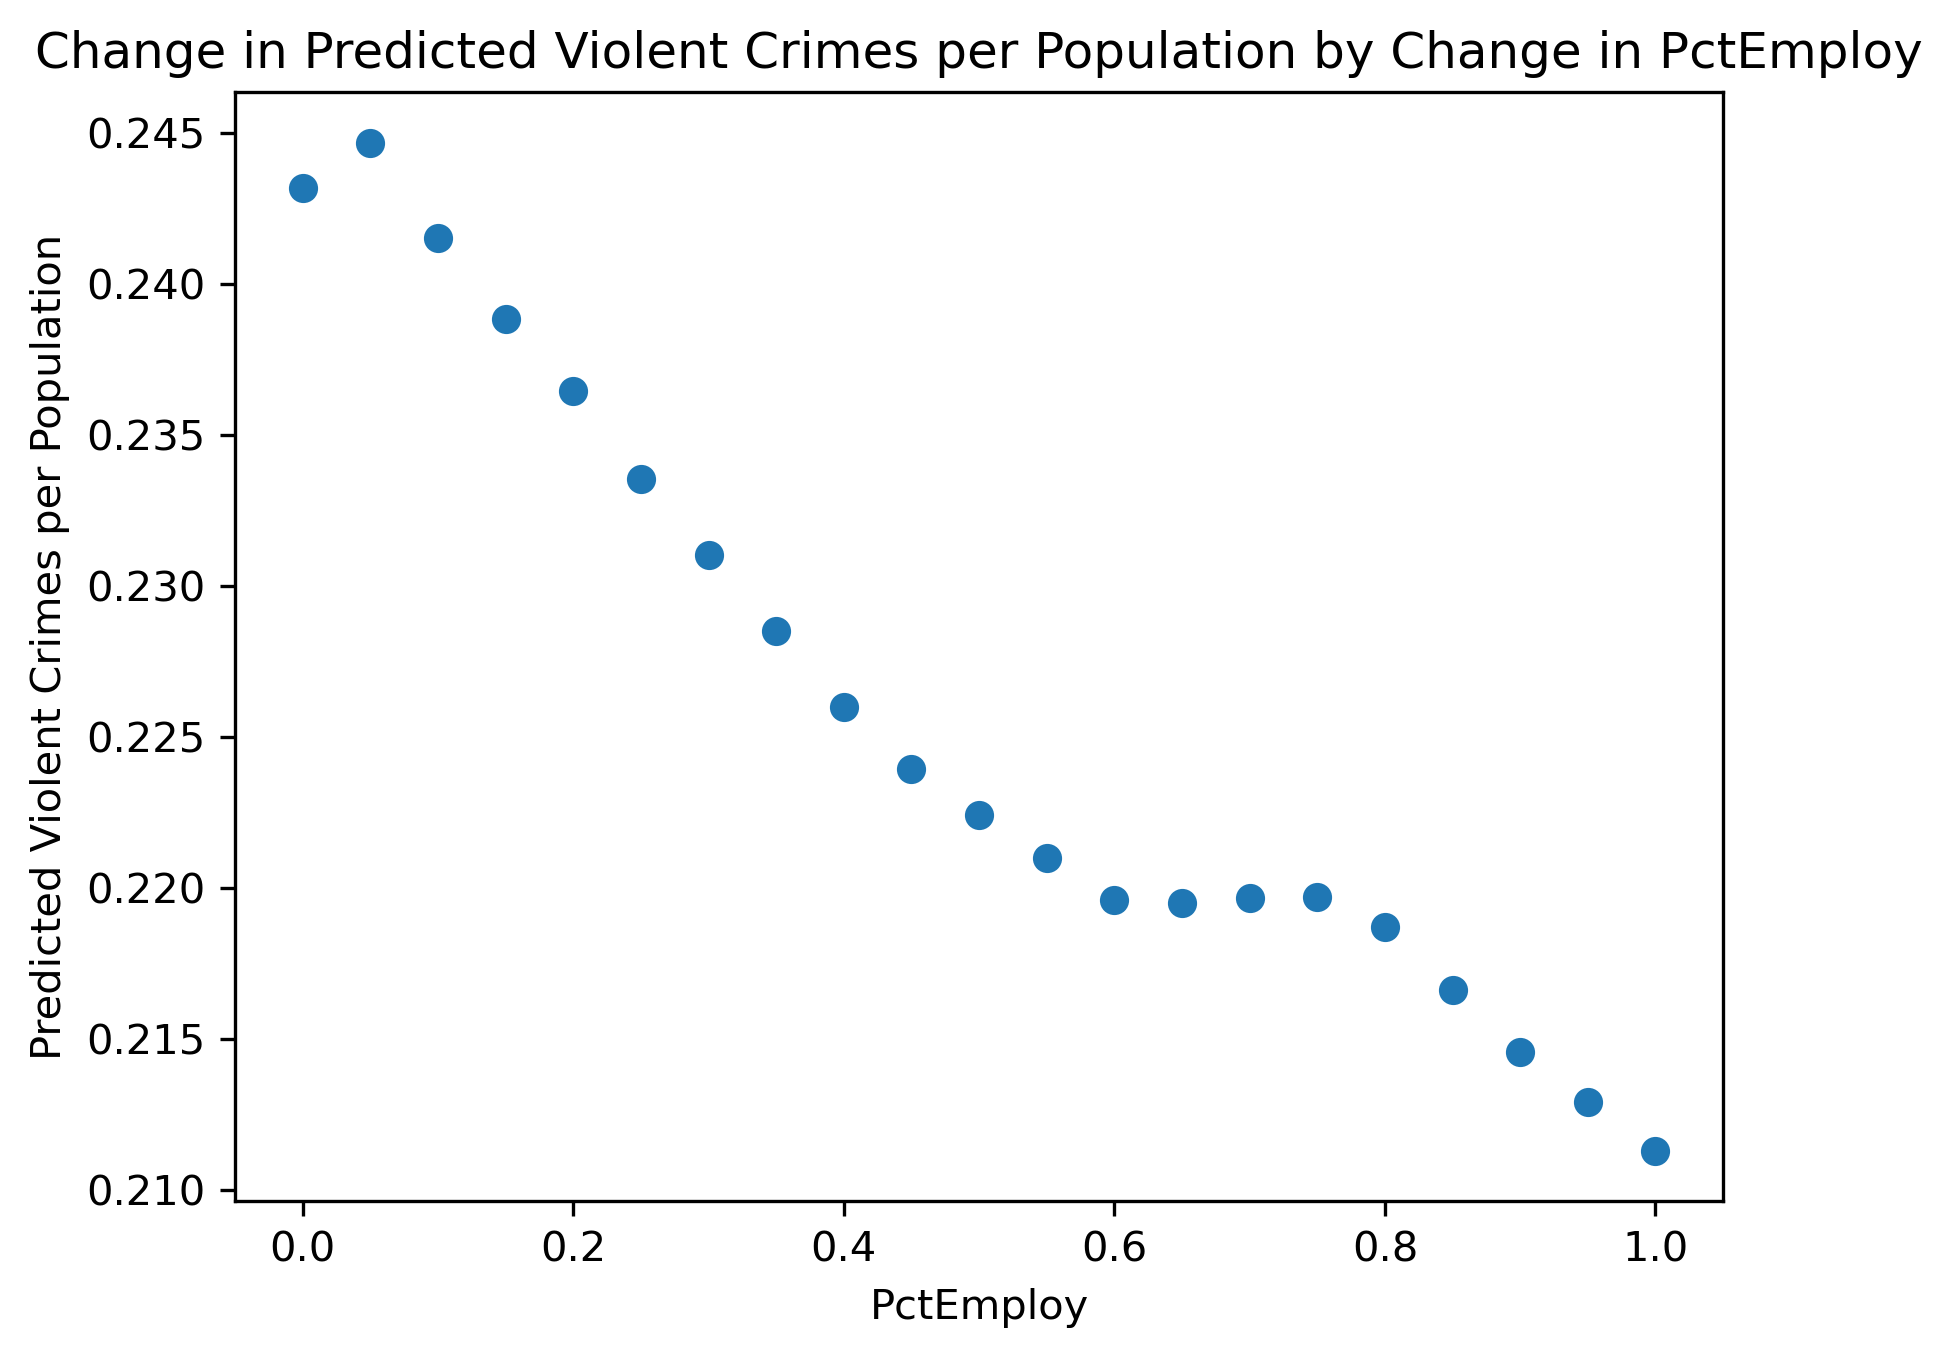 Change in Predicted Violent Crimes per Population by Change in PctEmploy
Predicted Violent Crimes per Population
0.245
0.240
0.235
0.230
0.225
0.220
0.215
0.210
0.0 0.2 0.4 0.6 0.8 1.0
PctEmploy